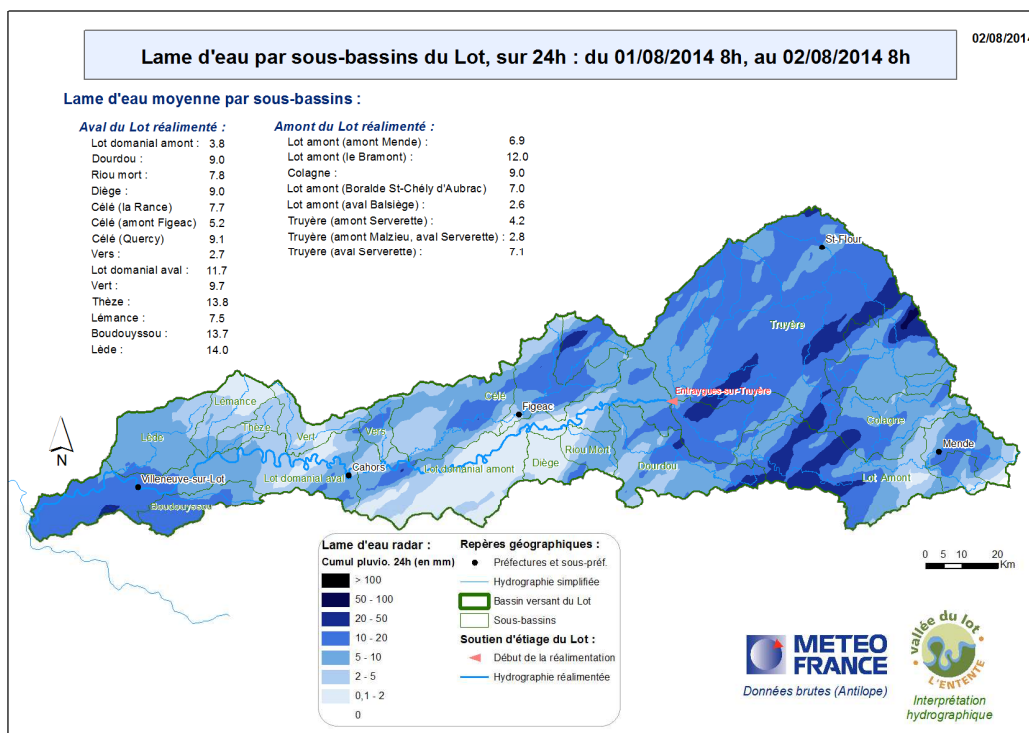 02/08/2014
Lame d'eau par sous-bassins du Lot, sur 24h : du 01/08/2014 8h, au 02/08/2014 8h
Lame d'eau moyenne par sous-bassins :
Aval du Lot réalimenté :
Lot domanial amont : 3.8
Dourdou : 9.0
Riou mort : 7.8
Diège : 9.0
Célé (la Rance) 7.7
Célé (amont Figeac) 5.2
Célé (Quercy) 9.1
Vers : 2.7
Lot domanial aval : 11.7
Vert : 9.7
Thèze : 13.8
Lémance : 7.5
Boudouyssou : 13.7
Lède : 14.0
Amont du Lot réalimenté :
Lot amont (amont Mende) : 6.9
Lot amont (le Bramont) : 12.0
Colagne : 9.0
Lot amont (Boralde St-Chély d'Aubrac) 7.0
Lot amont (aval Balsiège) 2.6
Truyère (amont Serverette) : 4.2
Truyère (amont Malzieu, aval Serverette) : 2.8
Truyère (aval Serverette) : 7.1
St-Flour
Truyère
Entraygues-sur-Truyère
Lémance
Célé
Figeac
Thèze
Colagne
Lède
Vert
Vers
Mende
Riou Mort
Diège
Dourdou
Cahors
Lot domanial amont
Lot domanial aval
Lot Amont
Villeneuve-sur-Lot
Boudouyssou
N
Lame d'eau radar :
Cumul pluvio. 24h (en mm)
> 100
50 - 100
20 - 50
10 - 20
5 - 10
2 - 5
0,1 - 2
0
Repères géographiques :
Préfectures et sous-préf.
Hydrographie simplifiée
Bassin versant du Lot
Sous-bassins
Soutien d'étiage du Lot :
Début de la réalimentation
Hydrographie réalimentée
0 5 10 20
Km
METEO
FRANCE
Données brutes (Antilope)
vallée du lot
L'ENTENTE
Interprétation
hydrographique